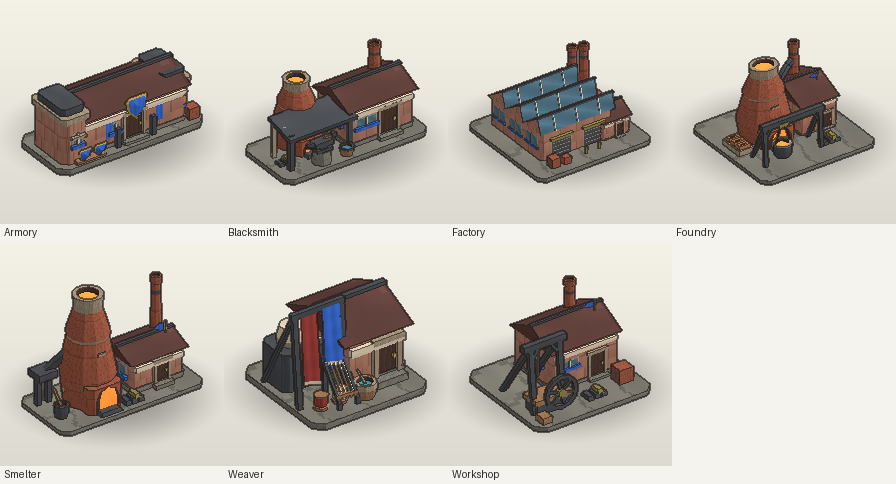 Armory
Blacksmith
Factory
Foundry
Smelter
Weaver
Workshop